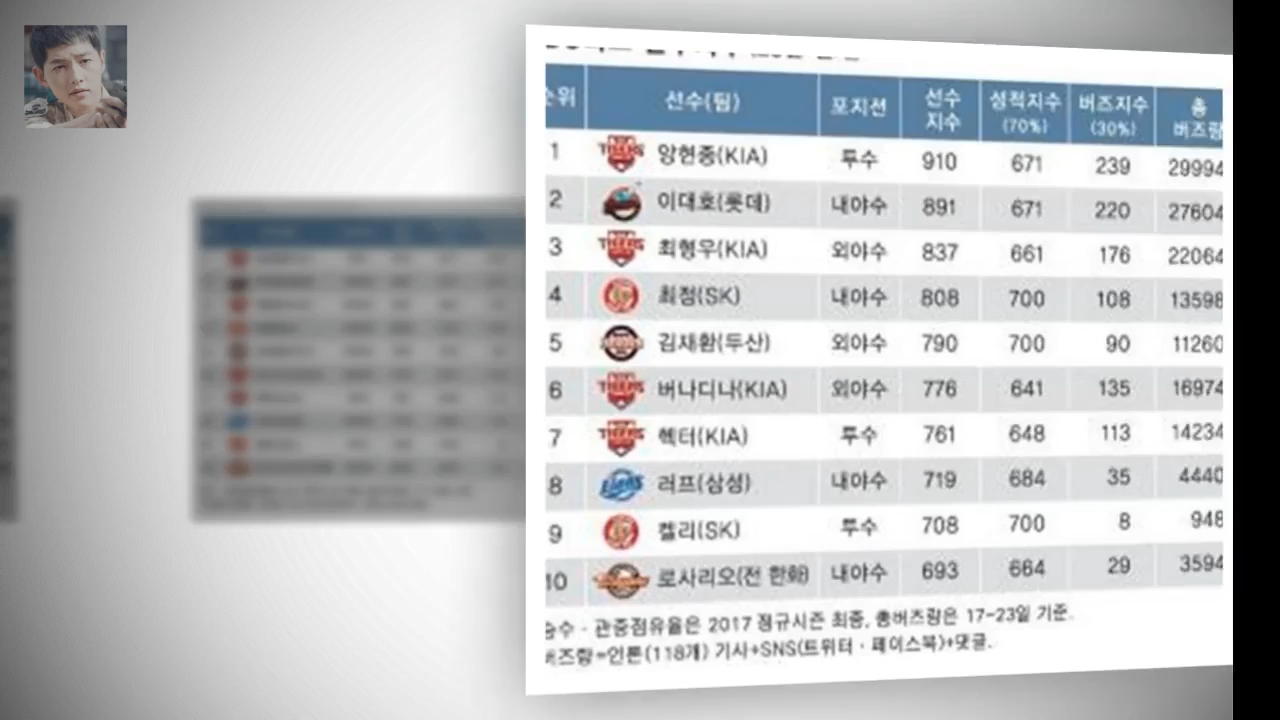 순위 선수(팀) 포지션 선수 지수 성적지수 (70%) 버즈지수 (30%) 총 버즈량
1 양현종(KIA) 투수 910 671 239 29994
2 이대호(롯데) 내야수 891 671 220 27604
3 최형우(KIA) 외야수 837 661 176 22064
4 최정(SK) 내야수 808 700 108 13598
5 김재환(두산) 외야수 790 700 90 11260
6 버나디나(KIA) 외야수 776 641 135 16974
7 헥터(KIA) 투수 761 648 113 14234
8 러프(삼성) 내야수 719 684 35 4440
9 켈리(SK) 투수 708 700 8 948
10 로사리오(전 한화) 내야수 693 664 29 3594
승수·관중점유율은 2017 정규시즌 최종, 총버즈량은 17-23일 기준.
버즈량=언론(118개) 기사+SNS(트위터·페이스북)+댓글.